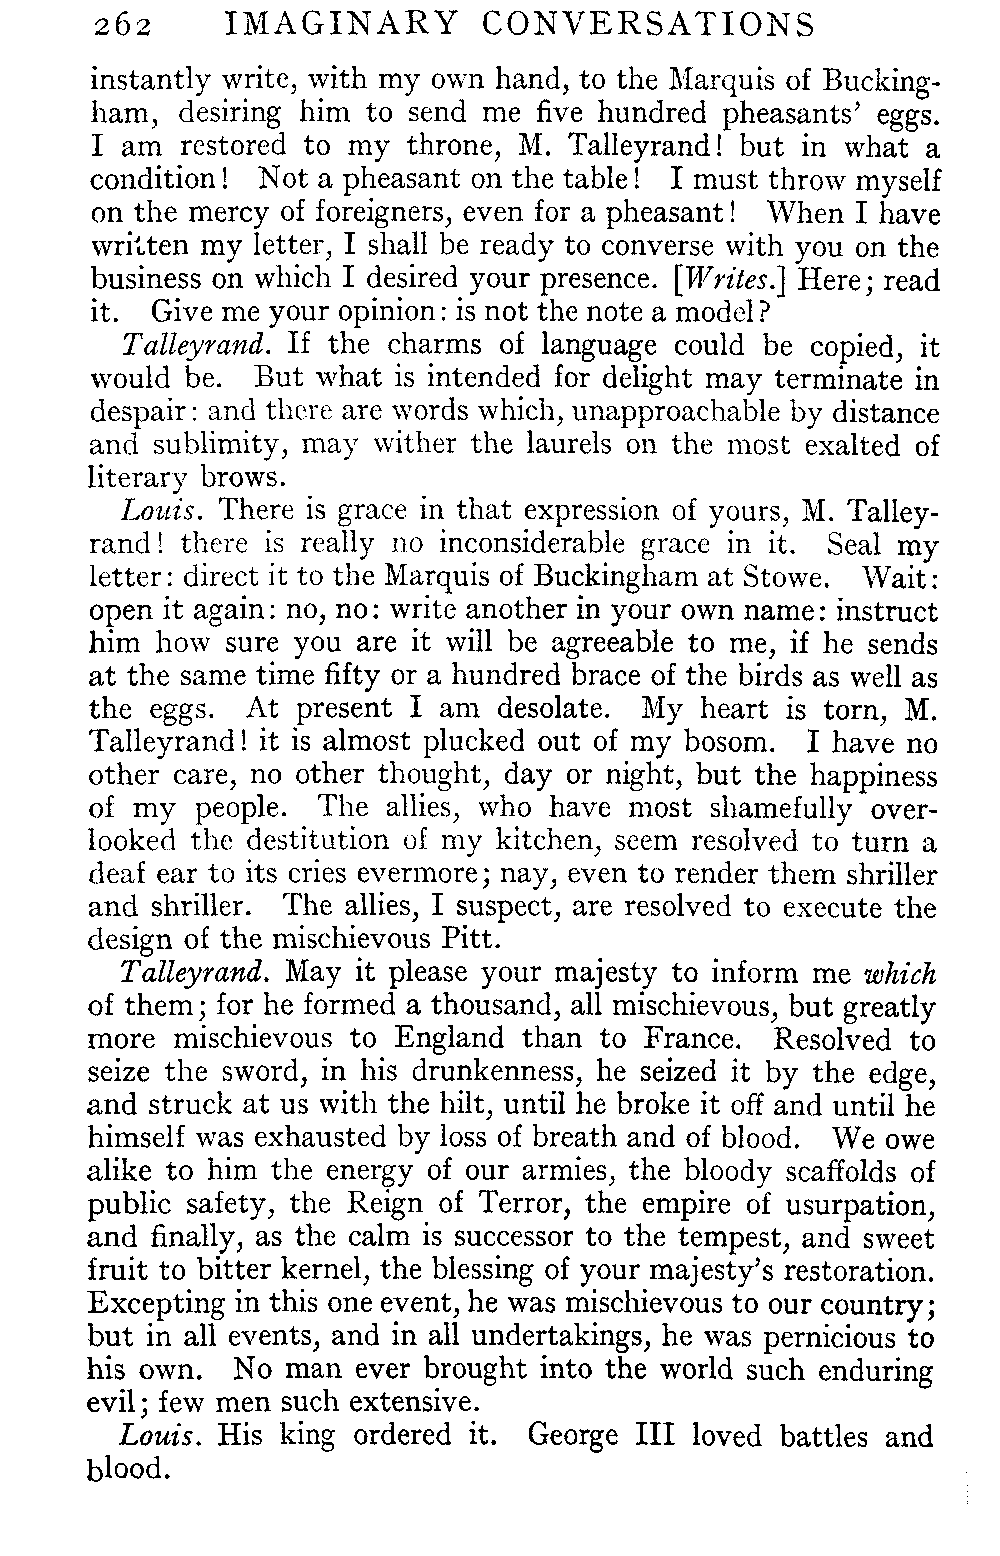 262 IMAGINARY CONVERSATIONS
instantly write, with my own hand, to the Marquis of Bucking-
ham, desiring him to send me five hundred pheasants' eggs.
I am restored to my throne, M. Talleyrand! but in what a
condition! Not a pheasant on the table! I must throw myself
on the mercy of foreigners, even for a pheasant! When I have
written my letter, I shall be ready to converse with you on the
business on which I desired your presence. [Writes.] Here; read
it. Give me your opinion: is not the note a model?
Talleyrand. If the charms of language could be copied, it
would be. But what is intended for delight may terminate in
despair: and there are words which, unapproachable by distance
and sublimity, may wither the laurels on the most exalted of
literary brows.
Louis. There is grace in that expression of yours, M. Talley-
rand! there is really no inconsiderable grace in it. Seal my
letter: direct it to the Marquis of Buckingham at Stowe. Wait:
open it again: no, no: write another in your own name: instruct
him how sure you are it will be agreeable to me, if he sends
at the same time fifty or a hundred brace of the birds as well as
the eggs. At present I am desolate. My heart is torn, M.
Talleyrand! it is almost plucked out of my bosom. I have no
other care, no other thought, day or night, but the happiness
of my people. The allies, who have most shamefully over-
looked the destitution of my kitchen, seem resolved to turn a
deaf ear to its cries evermore; nay, even to render them shriller
and shriller. The allies, I suspect, are resolved to execute the
design of the mischievous Pitt.
Talleyrand. May it please your majesty to inform me which
of them; for he formed a thousand, all mischievous, but greatly
more mischievous to England than to France. Resolved to
seize the sword, in his drunkenness, he seized it by the edge,
and struck at us with the hilt, until he broke it off and until he
himself was exhausted by loss of breath and of blood. We owe
alike to him the energy of our armies, the bloody scaffolds of
public safety, the Reign of Terror, the empire of usurpation,
and finally, as the calm is successor to the tempest, and sweet
fruit to bitter kernel, the blessing of your majesty's restoration.
Excepting in this one event, he was mischievous to our country;
but in all events, and in all undertakings, he was pernicious to
his own. No man ever brought into the world such enduring
evil; few men such extensive.
Louis. His king ordered it. George III loved battles and
blood.